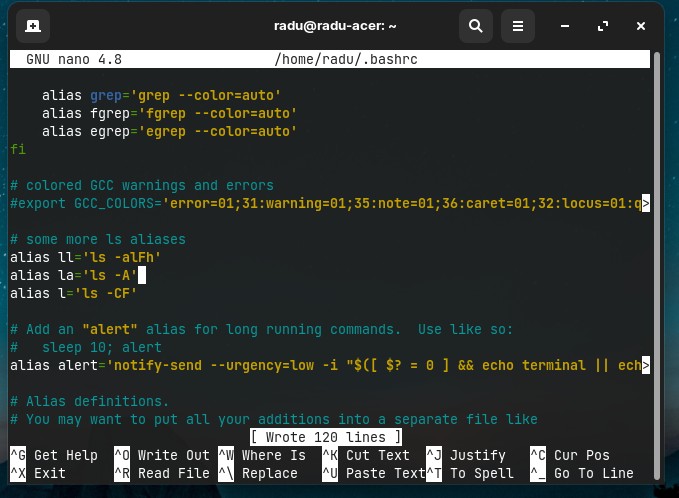 radu@radu-acer: ~
GNU nano 4.8 /home/radu/.bashrc
alias grep='grep --color=auto'
alias fgrep='fgrep --color=auto'
alias egrep='egrep --color=auto'
fi
# colored GCC warnings and errors
#export GCC_COLORS='error=01;31:warning=01;35:note=01;36:caret=01;32:locus=01:q>
# some more ls aliases
alias ll='ls -alFh'
alias la='ls -A'
alias l='ls -CF'
# Add an "alert" alias for long running commands.  Use like so:
#   sleep 10; alert
alias alert='notify-send --urgency=low -i "$([ $? = 0 ] && echo terminal || ech>
# Alias definitions.
# You may want to put all your additions into a separate file like
[ Wrote 120 lines ]
^G Get Help ^O Write Out ^W Where Is ^K Cut Text ^J Justify ^C Cur Pos
^X Exit ^R Read File ^\ Replace ^U Paste Text ^T To Spell ^_ Go To Line